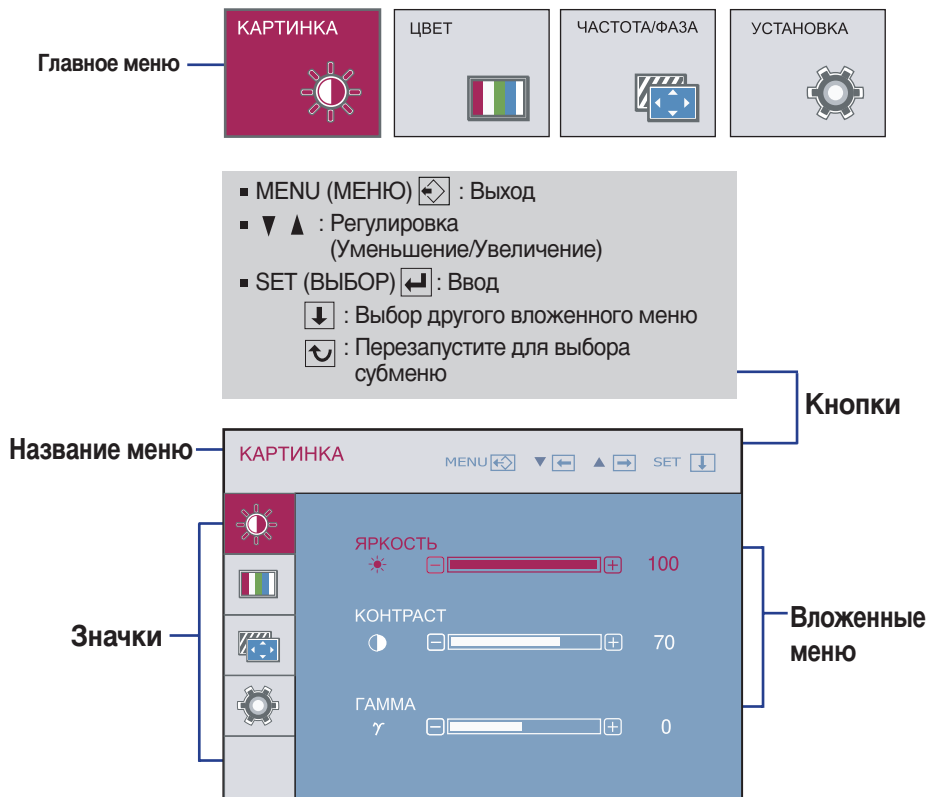 КАРТИНКА
ЦВЕТ
ЧАСТОТА/ФАЗА
УСТАНОВКА
Главное меню
MENU (МЕНЮ) : Выход
▼ ▲ : Регулировка
(Уменьшение/Увеличение)
SET (ВЫБОР) : Ввод
: Выбор другого вложенного меню
: Перезапустите для выбора
субменю
Кнопки
Название меню
КАРТИНКА
MENU ▼ ▲ SET
ЯРКОСТЬ
100
КОНТРАСТ
70
ГАММА
γ 0
Значки
Вложенные
меню